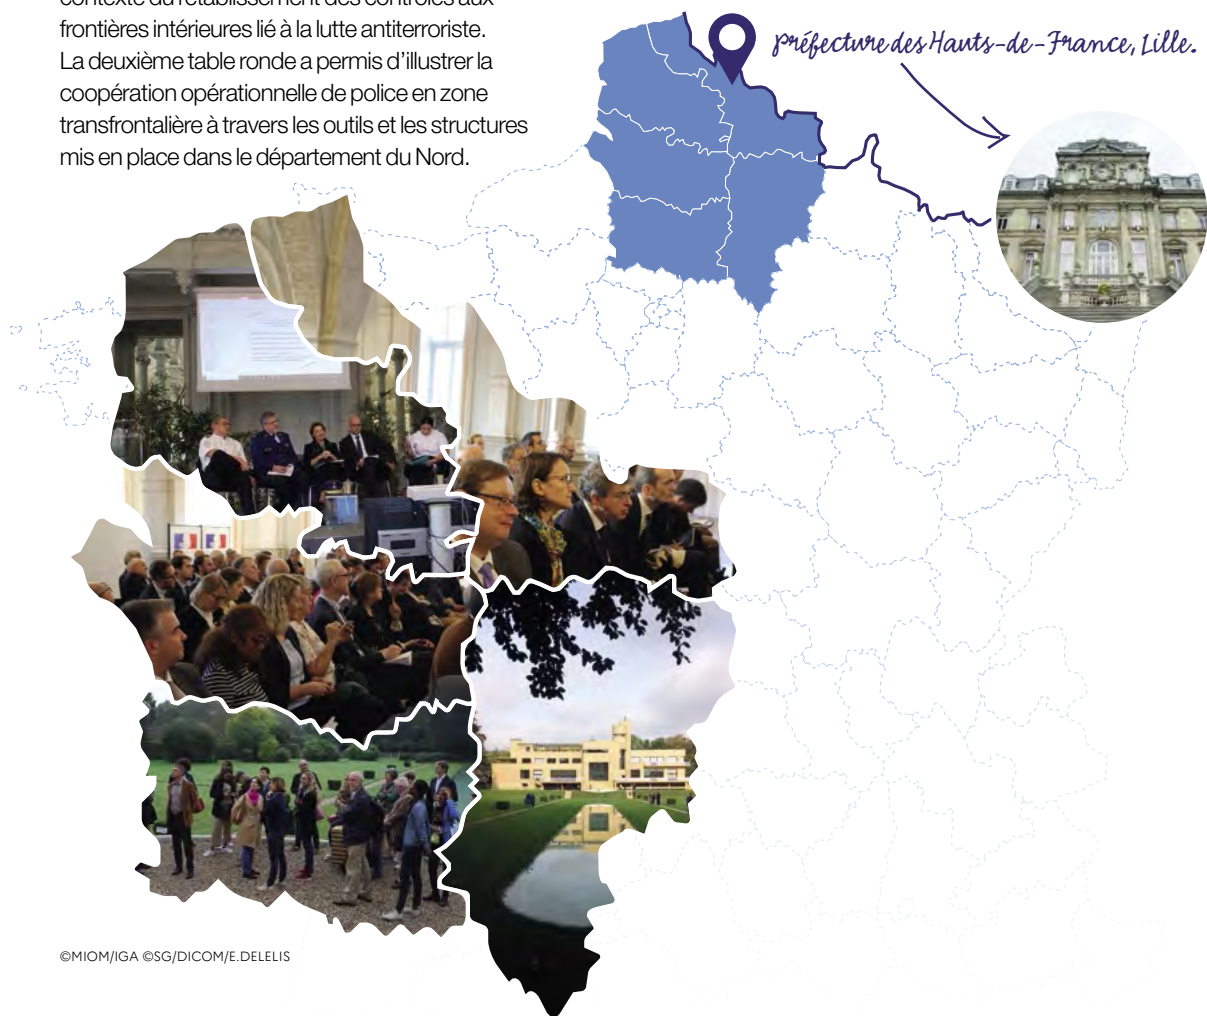 frontières intérieures lié à la lutte antiterroriste.
La deuxième table ronde a permis d’illustrer la
coopération opérationnelle de police en zone
transfrontalière à travers les outils et les structures
mis en place dans le département du Nord.
préfecture des Hauts-de-France, Lille.
©MIOM/IGA ©SG/DICOM/E.DELELIS